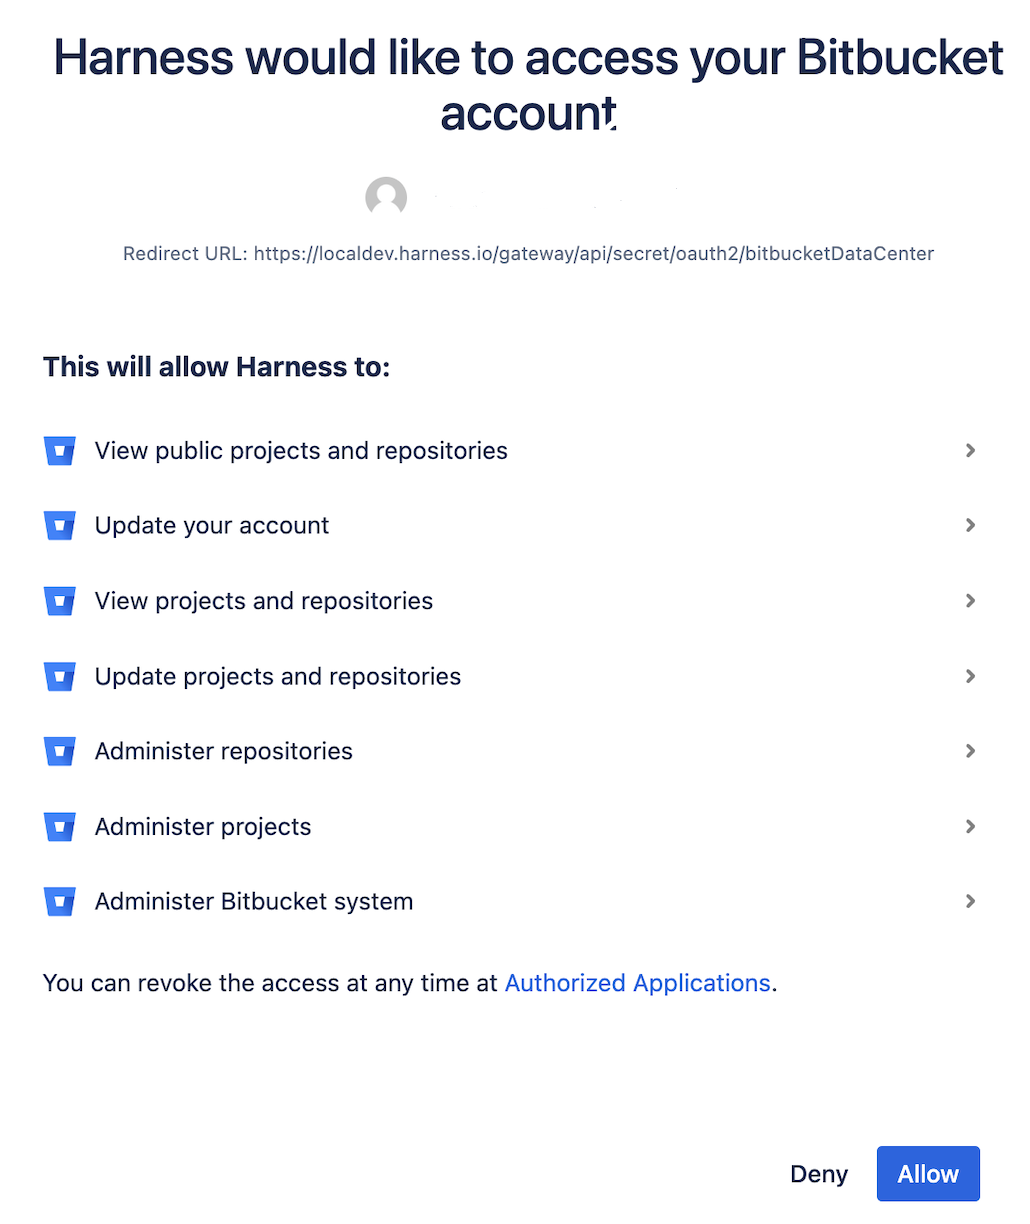 Harness would like to access your Bitbucket
account
Redirect URL: https://localdev.harness.io/gateway/api/secret/oauth2/bitbucketDataCenter
This will allow Harness to:
View public projects and repositories
Update your account
View projects and repositories
Update projects and repositories
Administer repositories
Administer projects
Administer Bitbucket system
You can revoke the access at any time at Authorized Applications.
Deny
Allow